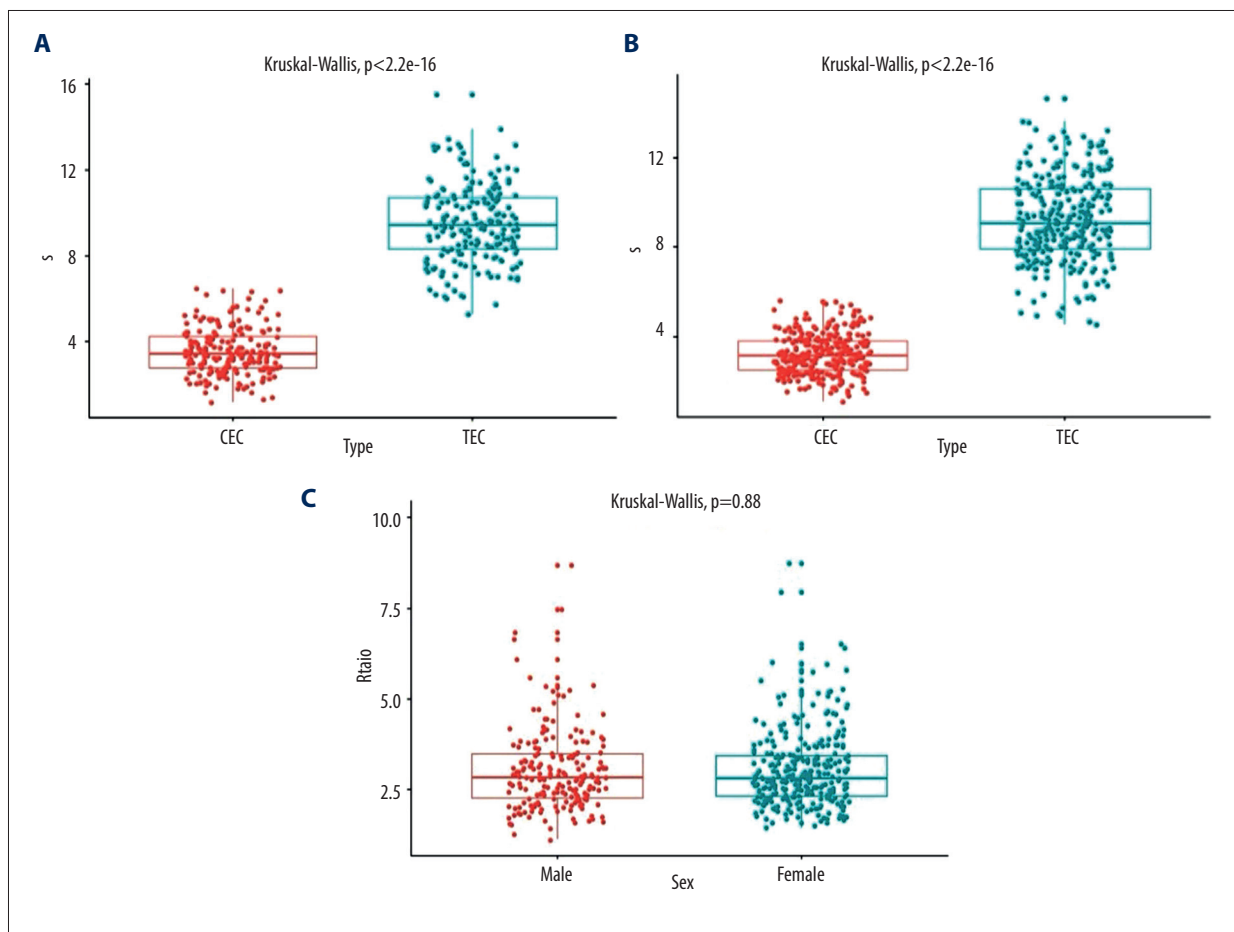 A
Kruskal-Wallis, p<2.2e-16
16
12
8
4
s
CEC
TEC
Type
B
Kruskal-Wallis, p<2.2e-16
12
8
4
s
CEC
TEC
Type
C
Kruskal-Wallis, p=0.88
10.0
7.5
5.0
2.5
Rtaio
Male
Female
Sex